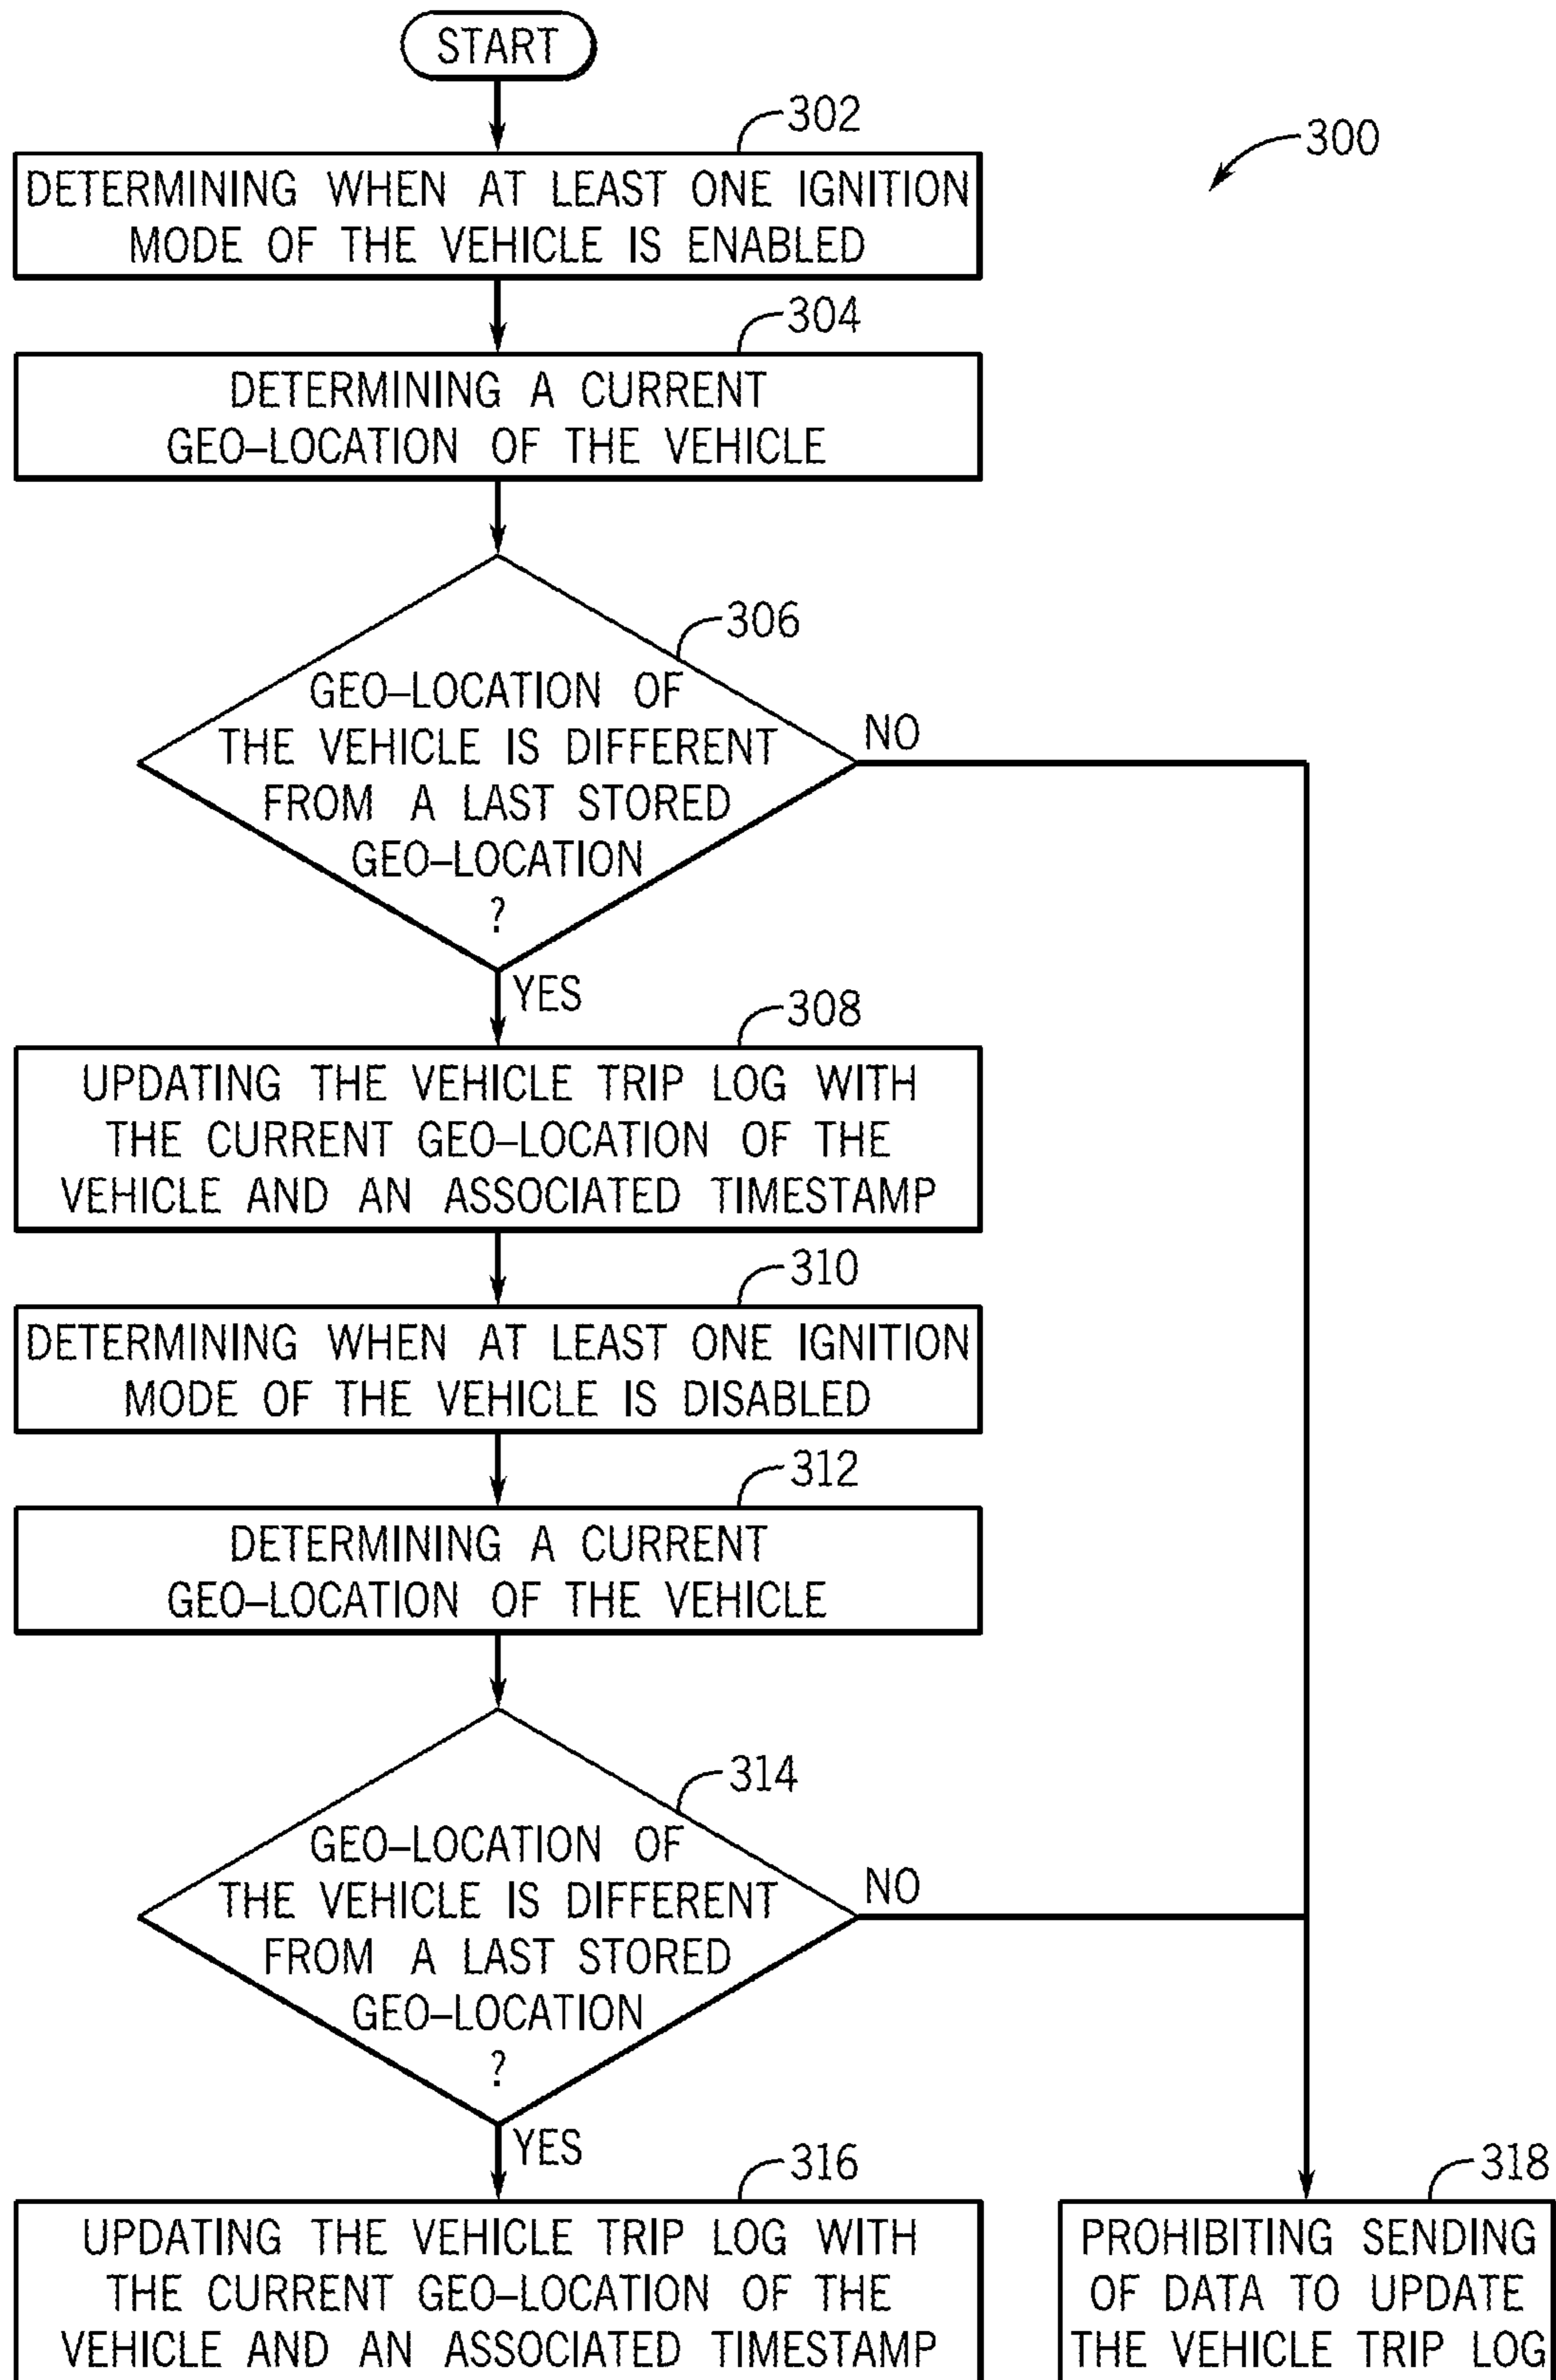 START
302
300
DETERMINING WHEN AT LEAST ONE IGNITION
MODE OF THE VEHICLE IS ENABLED
304
DETERMINING A CURRENT
GEO–LOCATION OF THE VEHICLE
306
GEO–LOCATION OF
THE VEHICLE IS DIFFERENT
FROM A LAST STORED
GEO–LOCATION
?
NO
YES
308
UPDATING THE VEHICLE TRIP LOG WITH
THE CURRENT GEO–LOCATION OF THE
VEHICLE AND AN ASSOCIATED TIMESTAMP
310
DETERMINING WHEN AT LEAST ONE IGNITION
MODE OF THE VEHICLE IS DISABLED
312
DETERMINING A CURRENT
GEO–LOCATION OF THE VEHICLE
314
GEO–LOCATION OF
THE VEHICLE IS DIFFERENT
FROM A LAST STORED
GEO–LOCATION
?
NO
YES
316
UPDATING THE VEHICLE TRIP LOG WITH
THE CURRENT GEO–LOCATION OF THE
VEHICLE AND AN ASSOCIATED TIMESTAMP
318
PROHIBITING SENDING
OF DATA TO UPDATE
THE VEHICLE TRIP LOG